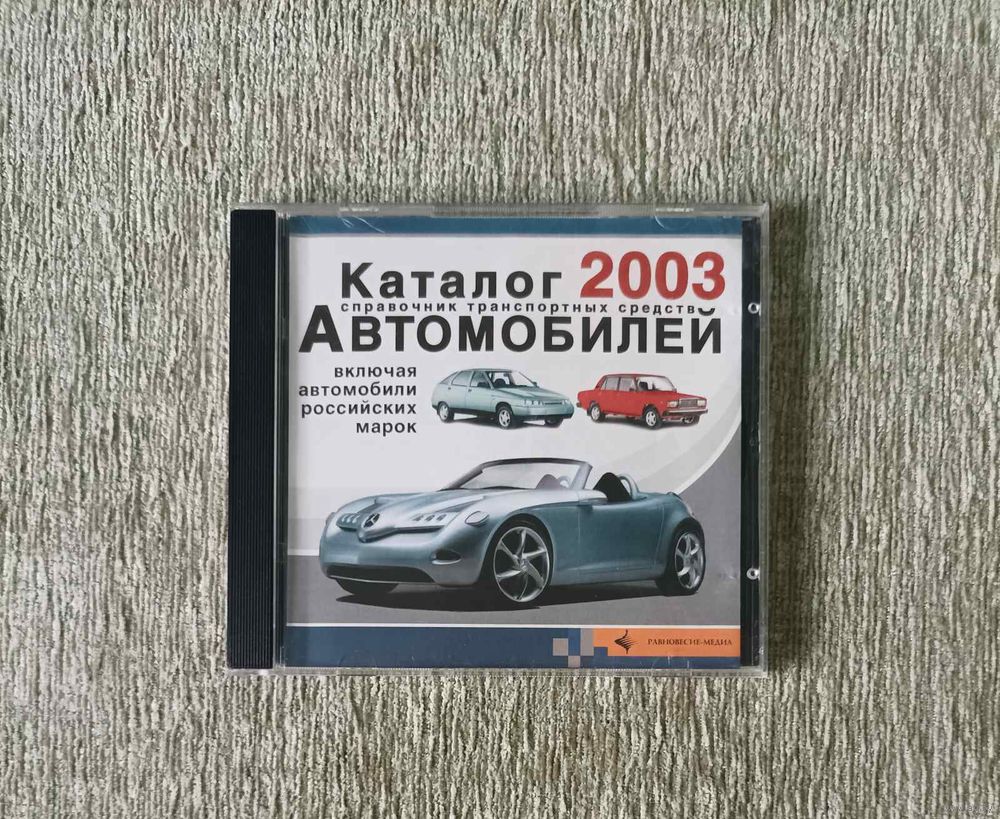 Каталог 2003
справочник транспортных средств
АВТОМОБИЛЕЙ
включая
автомобили
российских
марок
РАВНОВЕСИЕ-МЕДИА